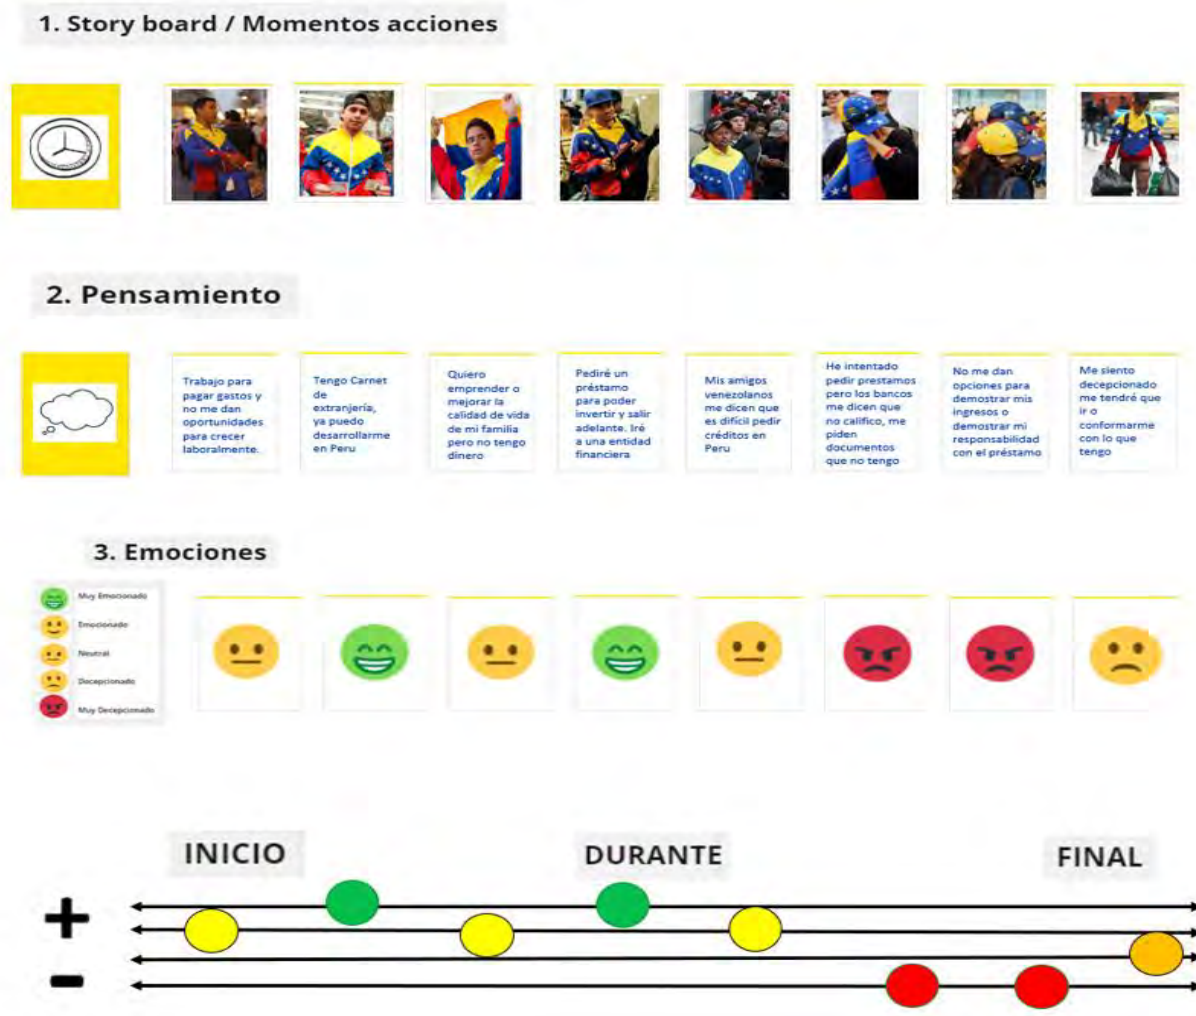 1. Story board / Momentos acciones
2. Pensamiento
Trabajo para
pagar gastos y
no me dan
oportunidades
para crecer
laboralmente.
Tengo Carnet
de
extranjería,
ya puedo
desarrollarme
en Peru
Quiero
emprender o
mejorar la
calidad de vida
de mi familia
pero no tengo
dinero
Pediré un
préstamo
para poder
invertir y salir
adelante. Iré
a una entidad
financiera
Mis amigos
venezolanos
me dicen que
es difícil pedir
créditos en
Peru
He intentado
pedir prestamos
pero los bancos
me dicen que
no califico, me
piden
documentos
que no tengo
No me dan
opciones para
demostrar mis
ingresos o
demostrar mi
responsabilidad
con el préstamo
Me siento
decepcionado
me tendré que
ir o
conformarme
con lo que
tengo
3. Emociones
Muy Emocionado
Emocionado
Neutral
Decepcionado
Muy Decepcionado
INICIO
DURANTE
FINAL
+
-